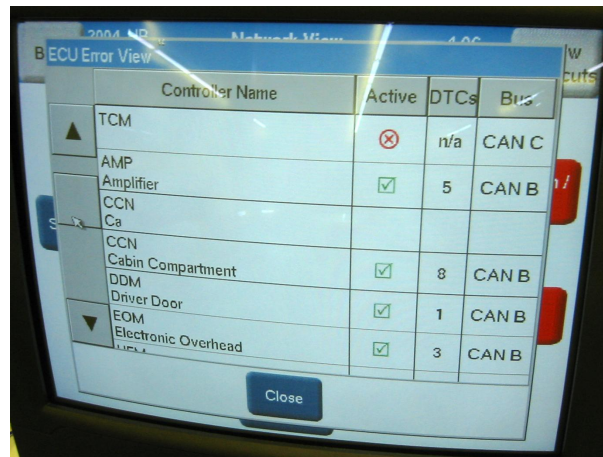 2004
Network View
ECU Error View
Controller Name Active DTCs Bus
TCM
n/a CAN C
AMP
Amplifier
5 CAN B
CCN
Ca
CCN
Cabin Compartment
8 CAN B
DDM
Driver Door
1 CAN B
EOM
Electronic Overhead
3 CAN B
Close